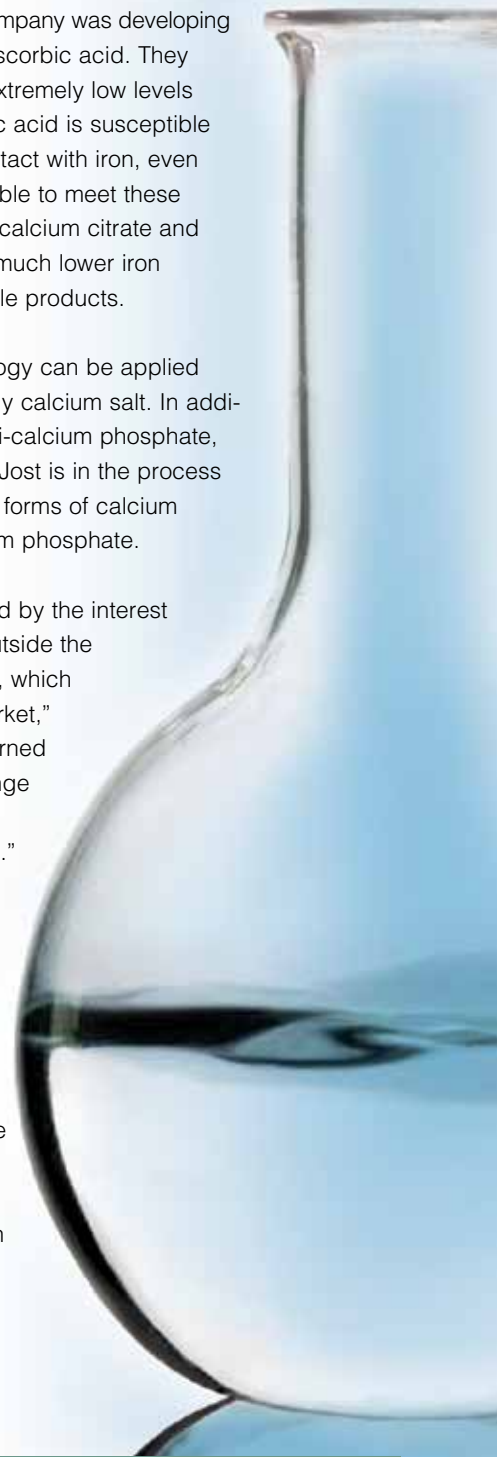 mpany was developing
scorbic acid. They
xtremely low levels
c acid is susceptible
tact with iron, even
ble to meet these
calcium citrate and
much lower iron
le products.
ogy can be applied
y calcium salt. In addi-
i-calcium phosphate,
Jost is in the process
forms of calcium
m phosphate.
d by the interest
utside the
, which
rket,”
rned
nge
.”
e
n